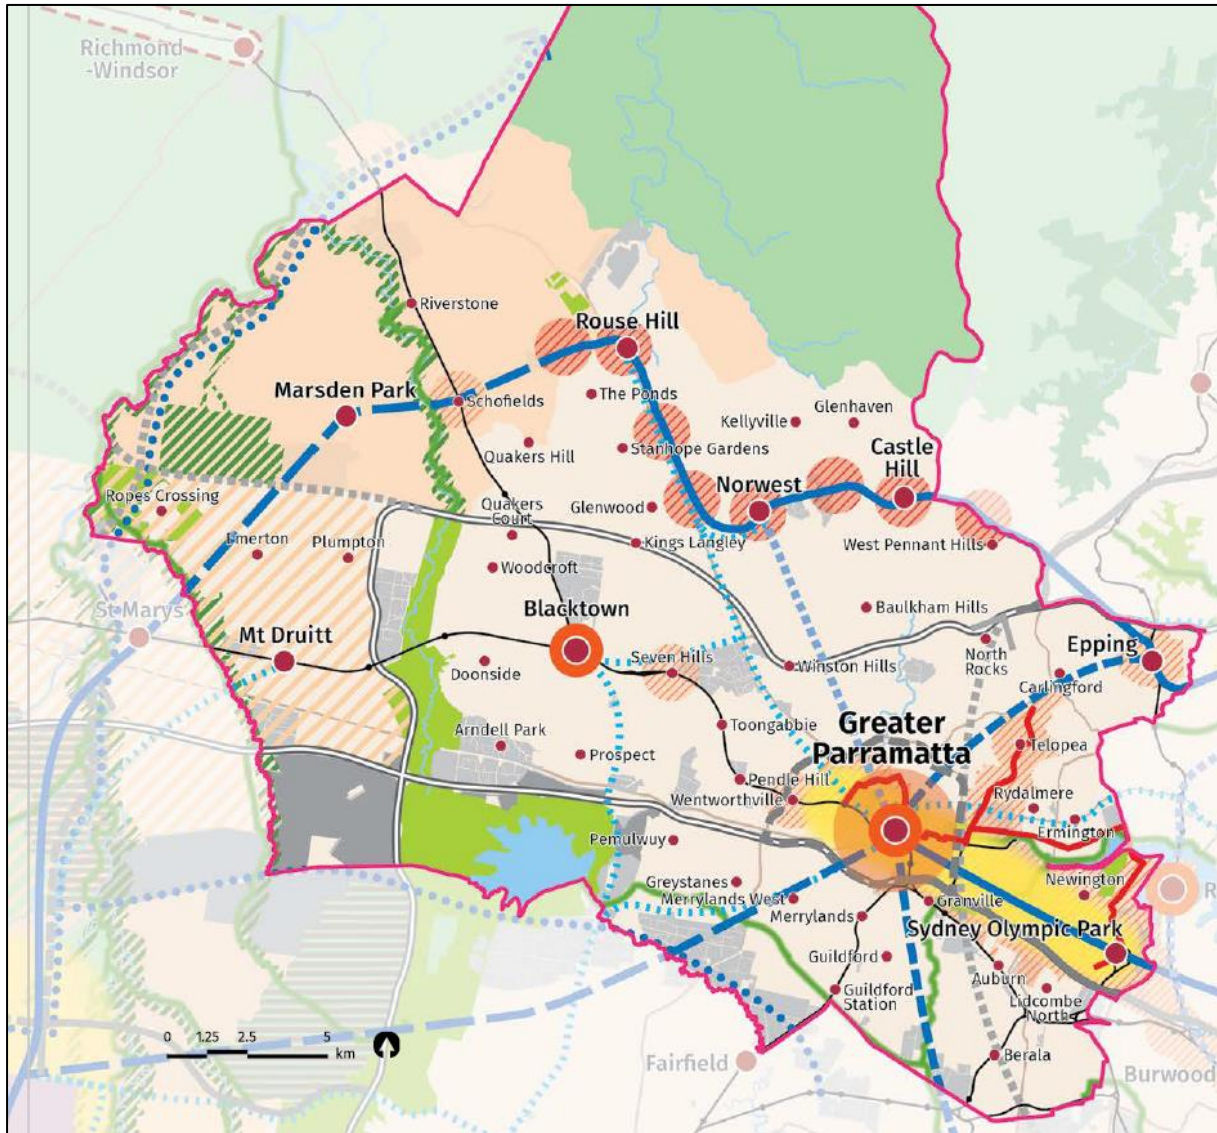 Richmond
-Windsor
Riverstone
Rouse Hill
Marsden Park
Schofields
The Ponds
Kellyville
Glenhaven
Quakers Hill
Stanhope Gardens
Castle
Hill
Norwest
Ropes Crossing
Quakers
Court
Glenwood
Emerton
Plumpton
Kings Langley
West Pennant Hills
Woodcroft
St Marys
Blacktown
Baulkham Hills
Mt Druitt
Doonside
Seven Hills
Winston Hills
North
Rocks
Epping
Carlingford
Arndell Park
Prospect
Toongabbie
Greater
Parramatta
Telopea
Pendle Hill
Wentworthville
Rydalmere
Ermington
Pemulwuy
Greystanes
Merrylands West
Newington
R
Merrylands
Granville
Sydney Olympic Park
Guildford
Auburn
Guildford
Station
Lidcombe
North
0 1.25 2.5 5
km
Fairfield
Berala
Burwood